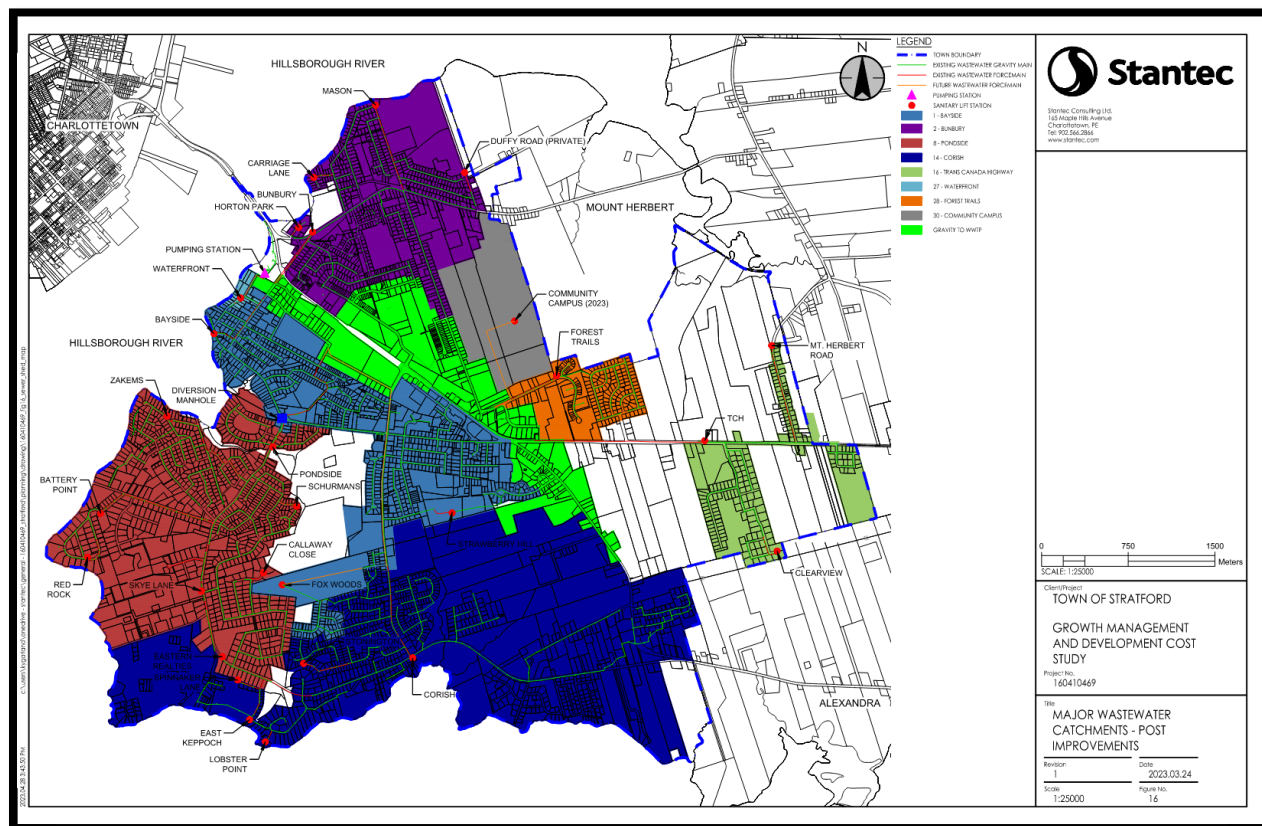 HILLSBOROUGH RIVER
MASON
CHARLOTTETOWN
DUFFY ROAD (PRIVATE)
CARRIAGE
LANE
BUNBURY
HORTON PARK
MOUNT HERBERT
PUMPING STATION
WATERFRONT
COMMUNITY
CAMPUS (2023)
BAYSIDE
FOREST
TRAILS
HILLSBOROUGH RIVER
MT. HERBERT
ROAD
ZAKEMS
DIVERSION
MANHOLE
TCH
PONDSIDE
SCHURMANS
BATTERY
POINT
CALLAWAY
CLOSE
CLEARVIEW
RED
ROCK
SKYE LANE
FOX WOODS
CORISH
ALEXANDRA
EAST
KEPPOCH
LOBSTER
POINT
N
LEGEND
TOWN BOUNDARY
EXISTING WASTEWATER GRAVITY MAIN
EXISTING WASTEWATER FORCEMAIN
FUTURE WASTEWATER FORCEMAIN
PUMPING STATION
SANITARY LIFT STATION
1 - BAYSIDE
2 - BUNBURY
8 - PONDSIDE
14 - CORISH
16 - TRANS CANADA HIGHWAY
27 - WATERFRONT
28 - FOREST TRAILS
30 - COMMUNITY CAMPUS
GRAVITY TO WWTP
Stantec
Stantec Consulting Ltd.
165 Maple Hills Avenue
Charlottetown, PE
Tel: 902.566.2866
www.stantec.com
0 750 1500
Meters
SCALE: 1:25000
Client/Project
TOWN OF STRATFORD
GROWTH MANAGEMENT
AND DEVELOPMENT COST
STUDY
Project No.
160410469
Title
MAJOR WASTEWATER
CATCHMENTS - POST
IMPROVEMENTS
Revision
1
Date
2023.03.24
Scale
1:25000
Figure No.
16